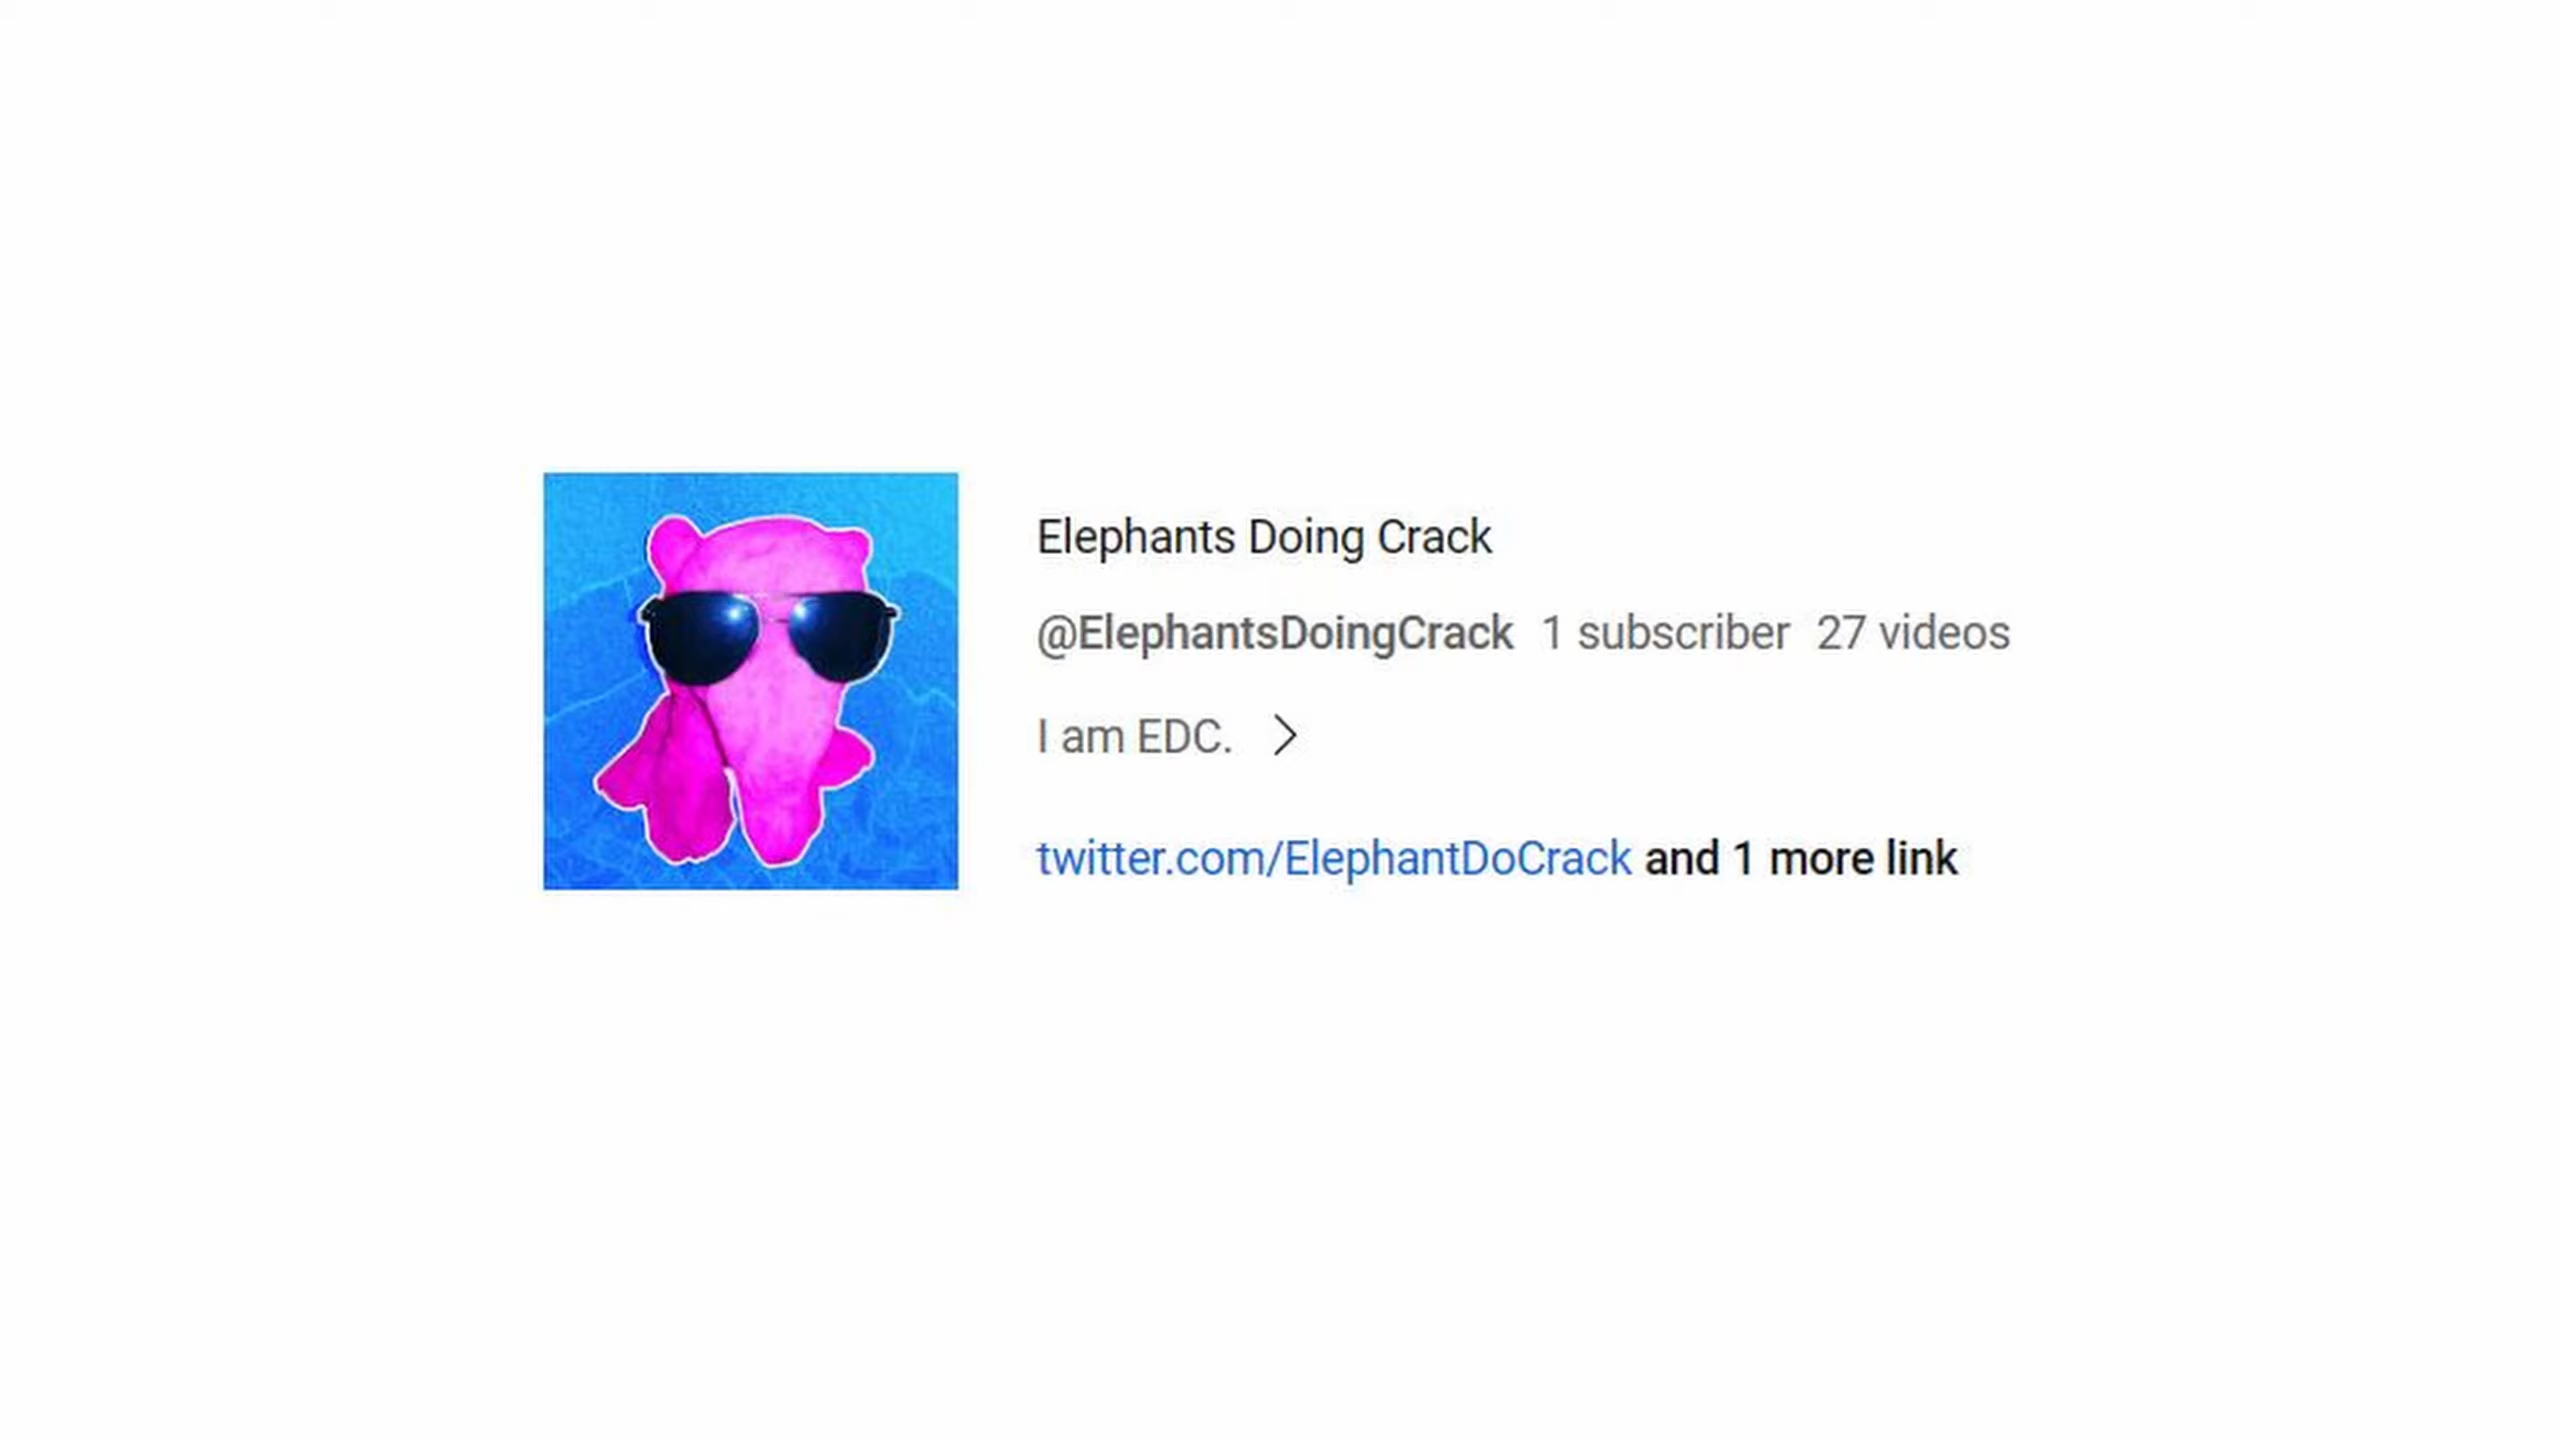 Elephants Doing Crack
@ElephantsDoingCrack 1 subscriber 27 videos
I am EDC.
twitter.com/ElephantDoCrack and 1 more link